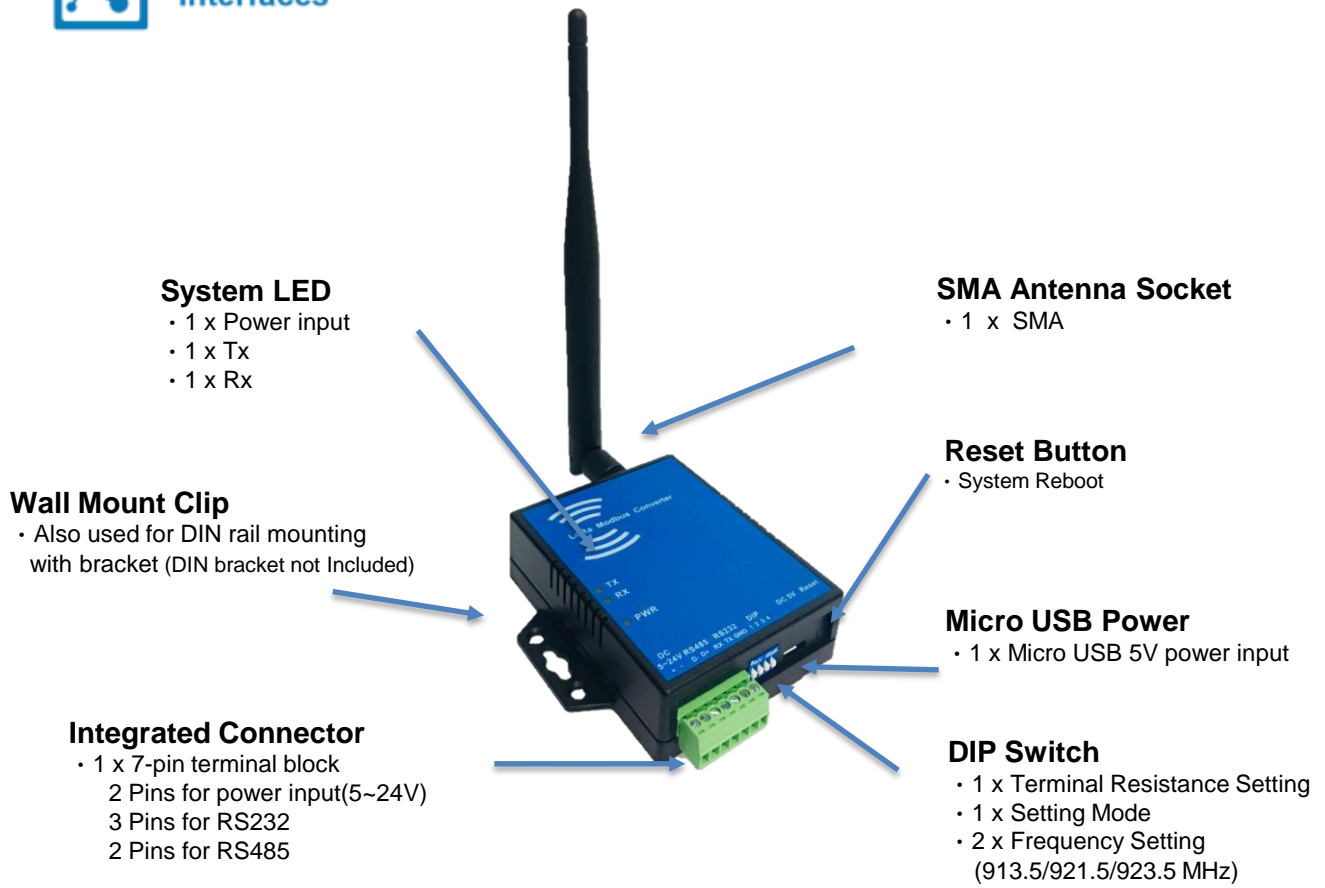 Interfaces
System LED
・1 x Power input
・1 x Tx
・1 x Rx
SMA Antenna Socket
・1 x SMA
Reset Button
・System Reboot
Wall Mount Clip
・Also used for DIN rail mounting
with bracket (DIN bracket not Included)
Micro USB Power
・1 x Micro USB 5V power input
Integrated Connector
・1 x 7-pin terminal block
2 Pins for power input(5~24V)
3 Pins for RS232
2 Pins for RS485
DIP Switch
・1 x Terminal Resistance Setting
・1 x Setting Mode
・2 x Frequency Setting
(913.5/921.5/923.5 MHz)
Modbus Converter
TX
RX
PWR
DC
5~24V RS485 RS232 DIP DC 5V Reset
+ - D- D+ RX TX GND 1 2 3 4